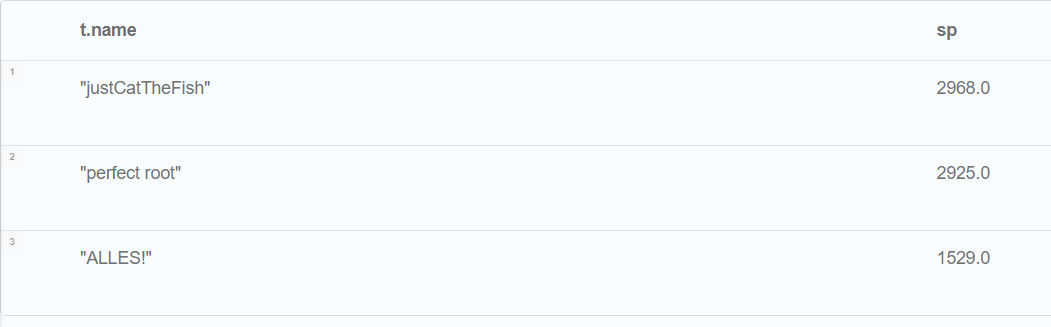 t.name sp
1 "justCatTheFish" 2968.0
2 "perfect root" 2925.0
3 "ALLES!" 1529.0